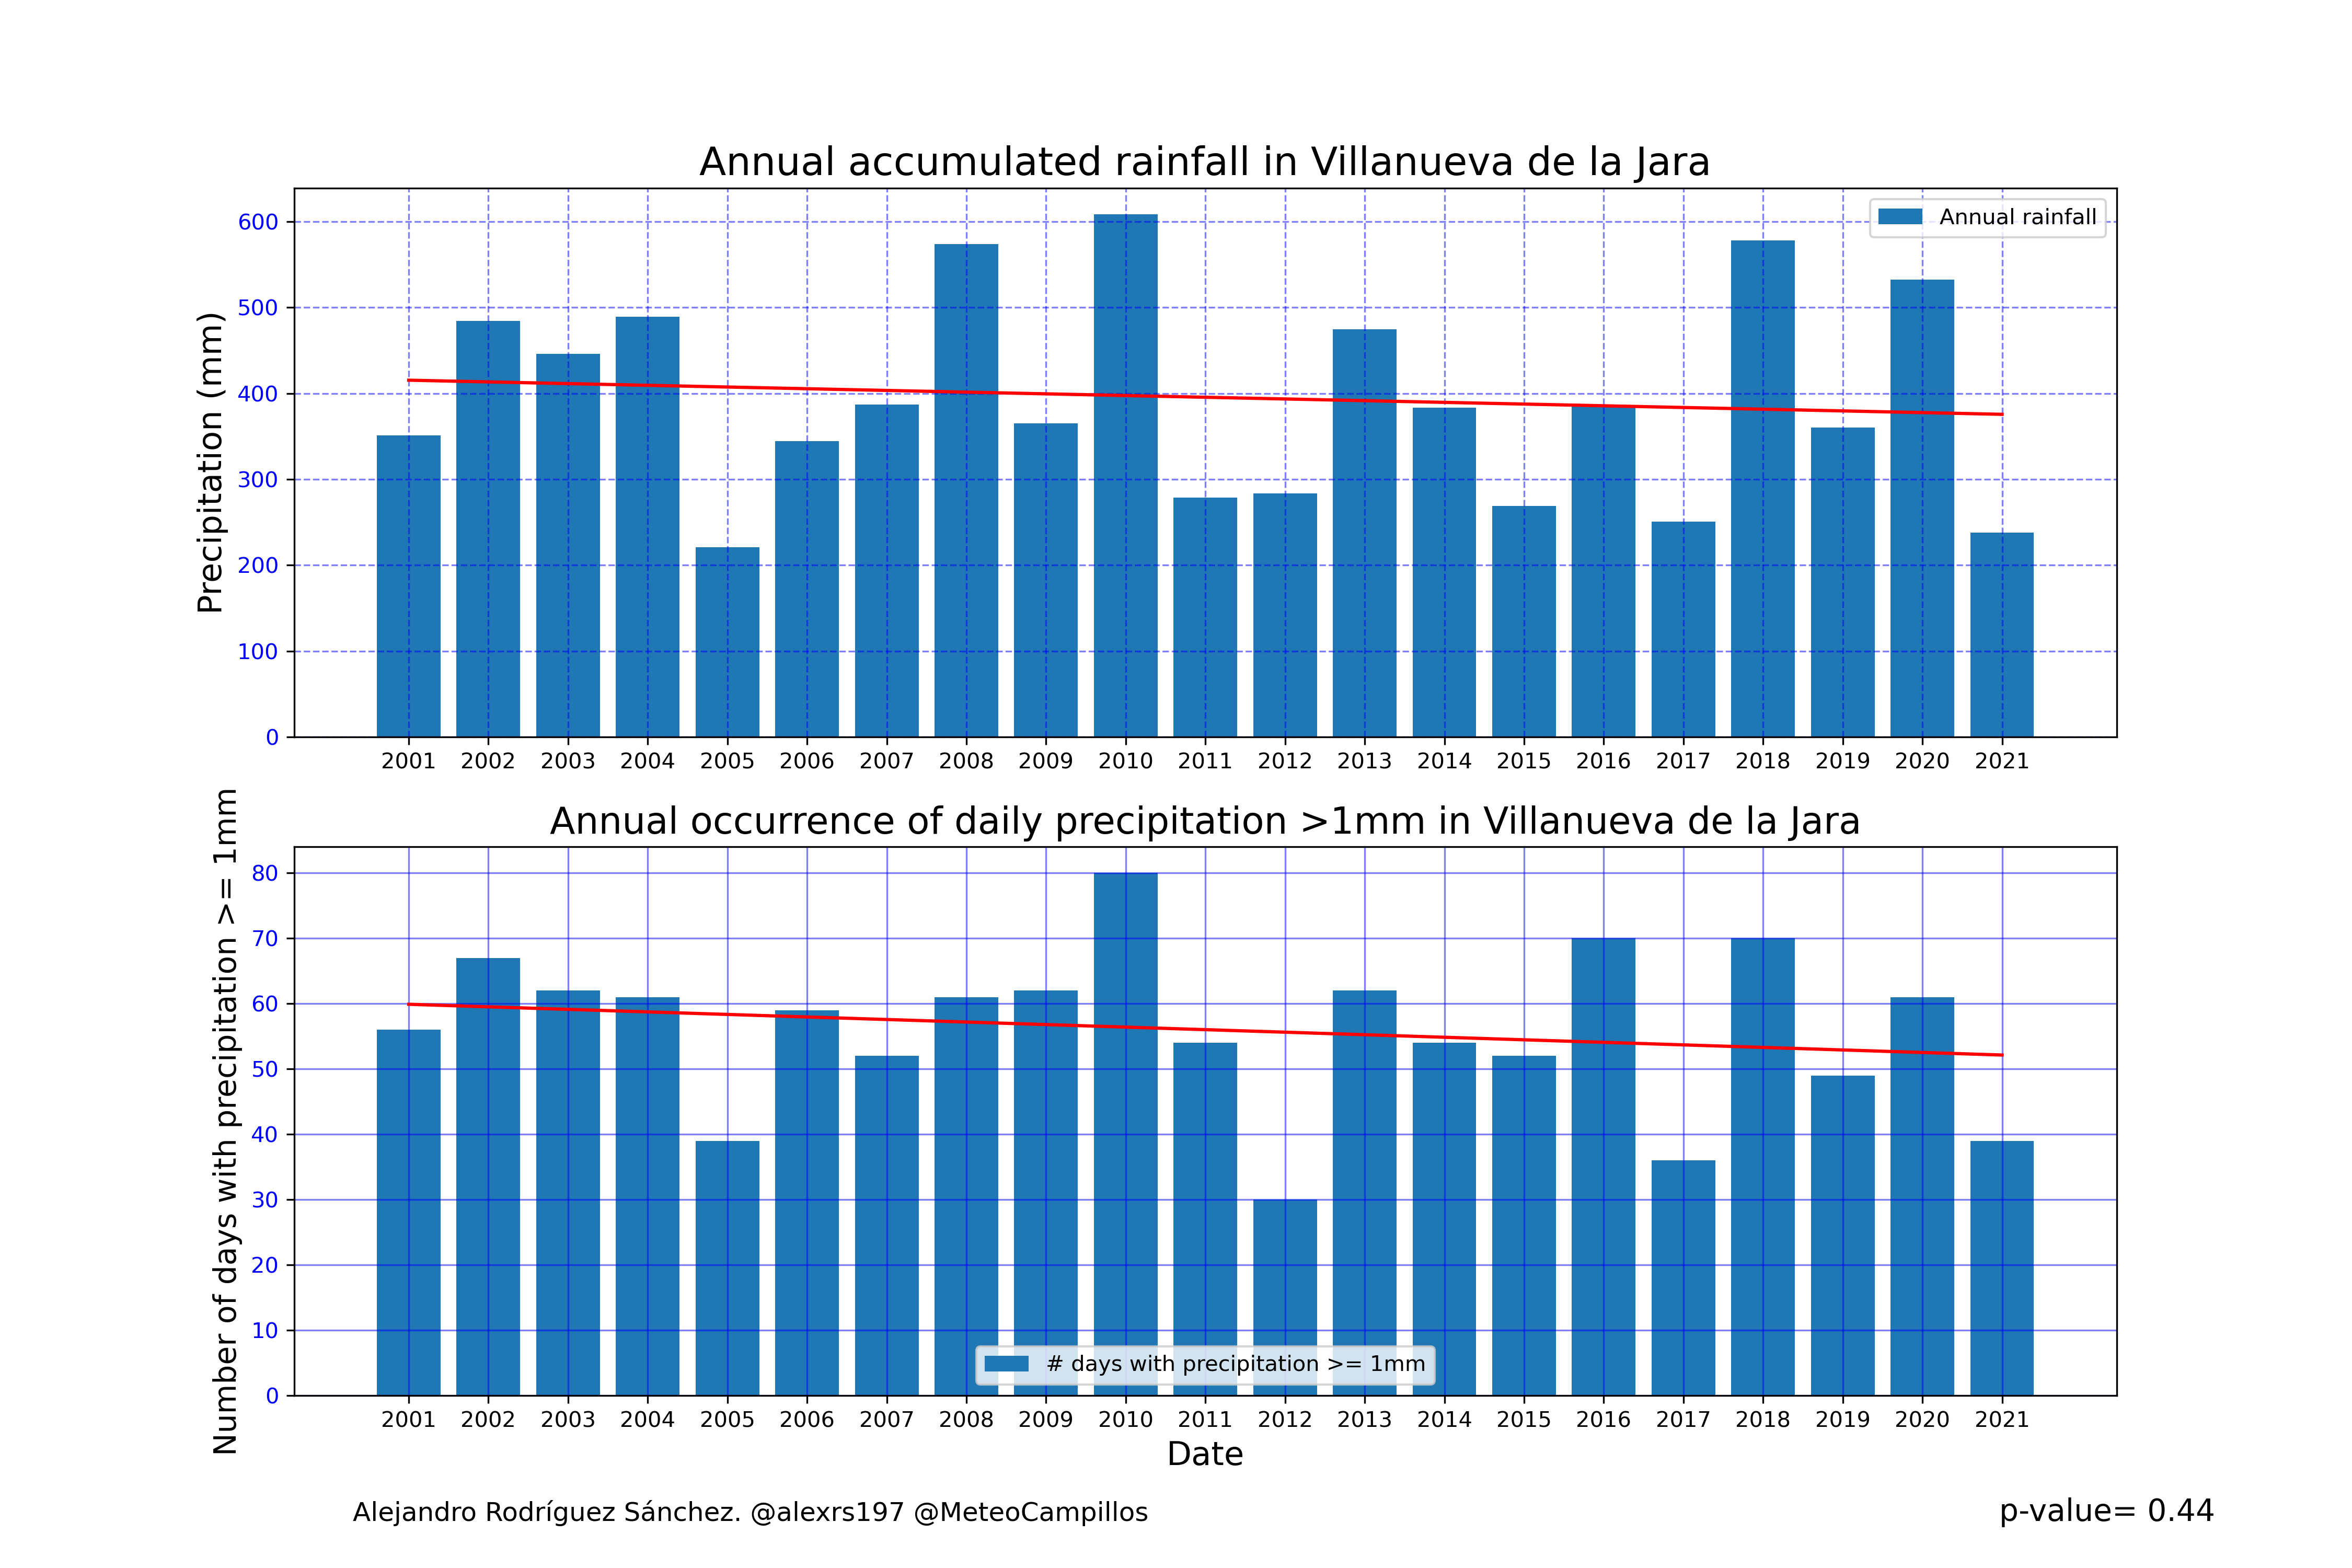 Annual accumulated rainfall in Villanueva de la Jara
Precipitation (mm)
600
500
400
300
200
100
0
Annual rainfall
2001 2002 2003 2004 2005 2006 2007 2008 2009 2010 2011 2012 2013 2014 2015 2016 2017 2018 2019 2020 2021
Annual occurrence of daily precipitation >1mm in Villanueva de la Jara
Number of days with precipitation >= 1mm
80
70
60
50
40
30
20
10
0
# days with precipitation >= 1mm
2001 2002 2003 2004 2005 2006 2007 2008 2009 2010 2011 2012 2013 2014 2015 2016 2017 2018 2019 2020 2021
Date
Alejandro Rodríguez Sánchez. @alexrs197 @MeteoCampillos
p-value= 0.44